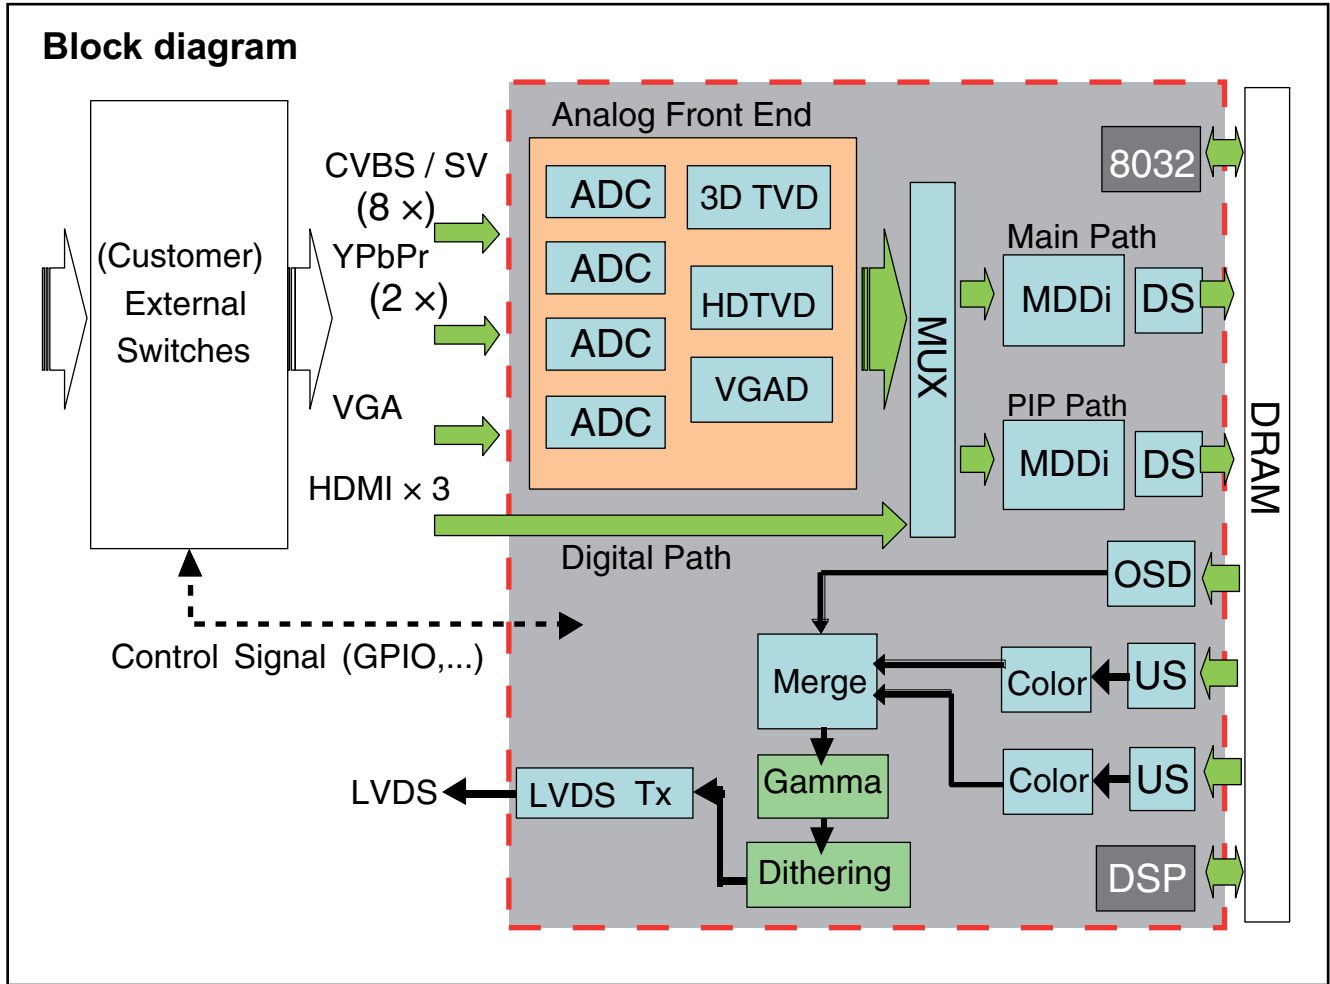 Block diagram
(Customer)
External
Switches
CVBS / SV
(8 ×)
YPbPr
(2 ×)
VGA
HDMI × 3
Control Signal (GPIO,...)
Analog Front End
ADC
ADC
ADC
ADC
3D TVD
HDTVD
VGAD
Digital Path
MUX
8032
Main Path
MDDi
DS
PIP Path
MDDi
DS
DRAM
OSD
Merge
Color
US
Color
US
Gamma
Dithering
LVDS Tx
LVDS
DSP